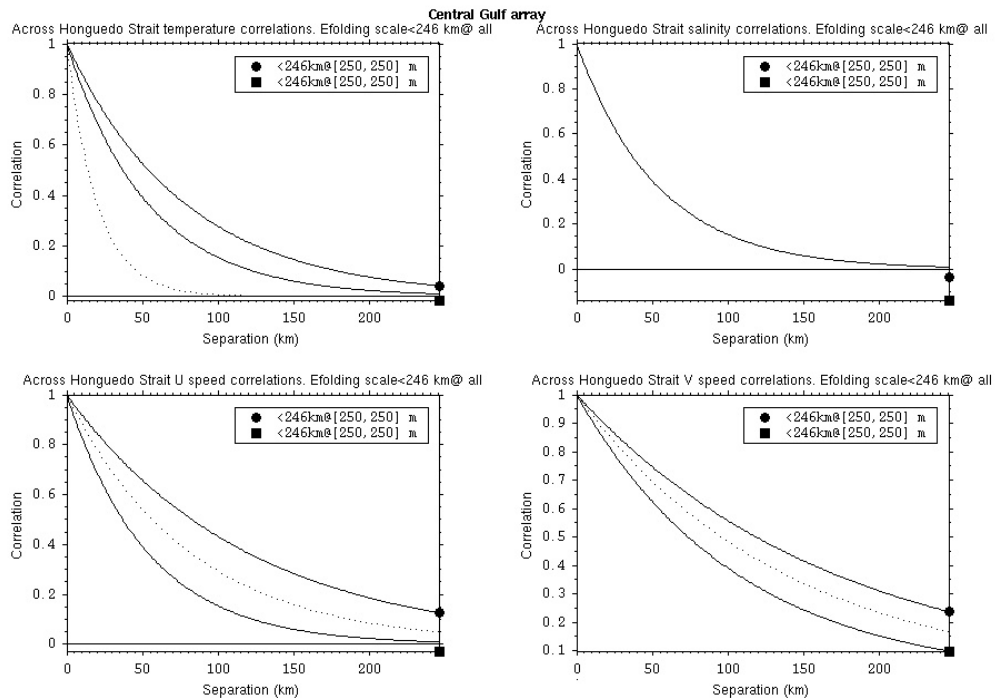 Central Gulf array
Across Honguedo Strait temperature correlations. Efolding scale<246 km@ all
<246km@[250,250] m
<246km@[250,250] m
1
0.8
0.6
0.4
0.2
0
Correlation
0 50 100 150 200
Separation (km)
Across Honguedo Strait salinity correlations. Efolding scale<246 km@ all
<246km@[250,250] m
<246km@[250,250] m
1
0.8
0.6
0.4
0.2
0
Correlation
0 50 100 150 200
Separation (km)
Across Honguedo Strait U speed correlations. Efolding scale<246 km@ all
<246km@[250,250] m
<246km@[250,250] m
1
0.8
0.6
0.4
0.2
0
Correlation
0 50 100 150 200
Separation (km)
Across Honguedo Strait V speed correlations. Efolding scale<246 km@ all
<246km@[250,250] m
<246km@[250,250] m
1
0.9
0.8
0.7
0.6
0.5
0.4
0.3
0.2
0.1
Correlation
0 50 100 150 200
Separation (km)